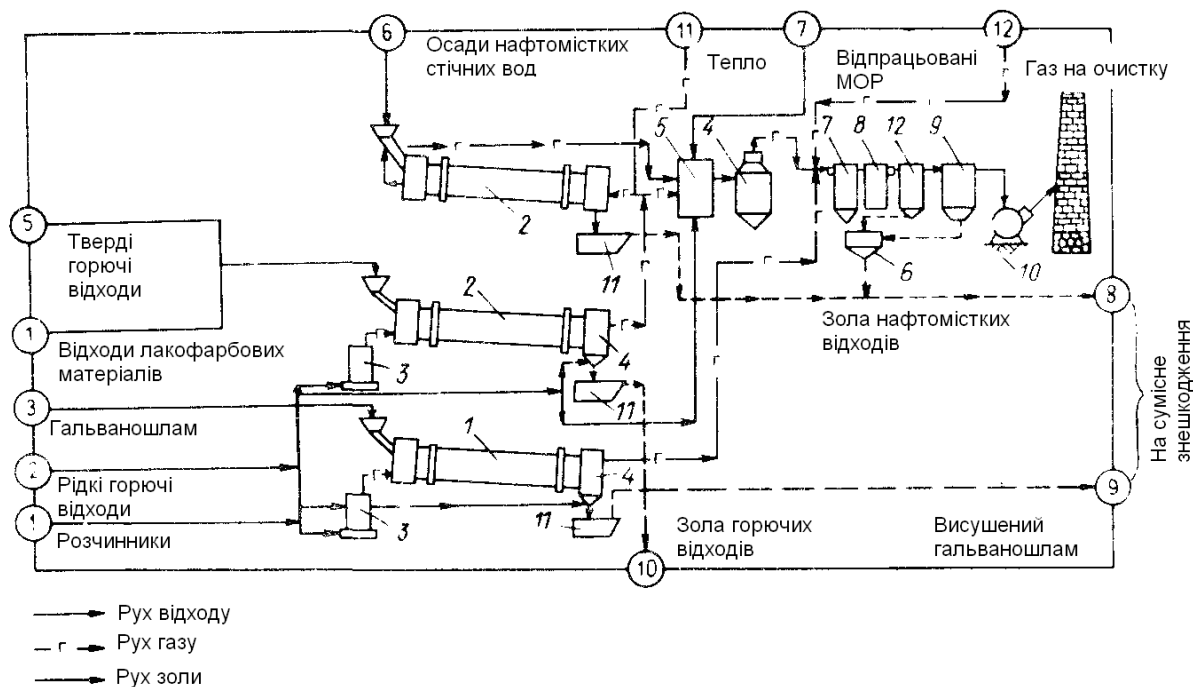 6
Осади нафтомістких
стічних вод
11
Тепло
7
Відпрацьовані
МОР
12
Газ на очистку
г
г
г
г
г
5
4
7
8
12
9
2
г
г
11
6
10
5
Тверді
горючі
відходи
1
Відходи лакофарбових
матеріалів
2
г
г
г
г
3
4
11
Зола нафтомістких
відходів
8
На сумісне
знешкодження
3
Гальваношлам
1
г
г
4
2
Рідкі горючі
відходи
1
Розчинники
3
11
Зола горючих
відходів
10
Висушений
гальваношлам
9
Рух відходу
г
Рух газу
Рух золи